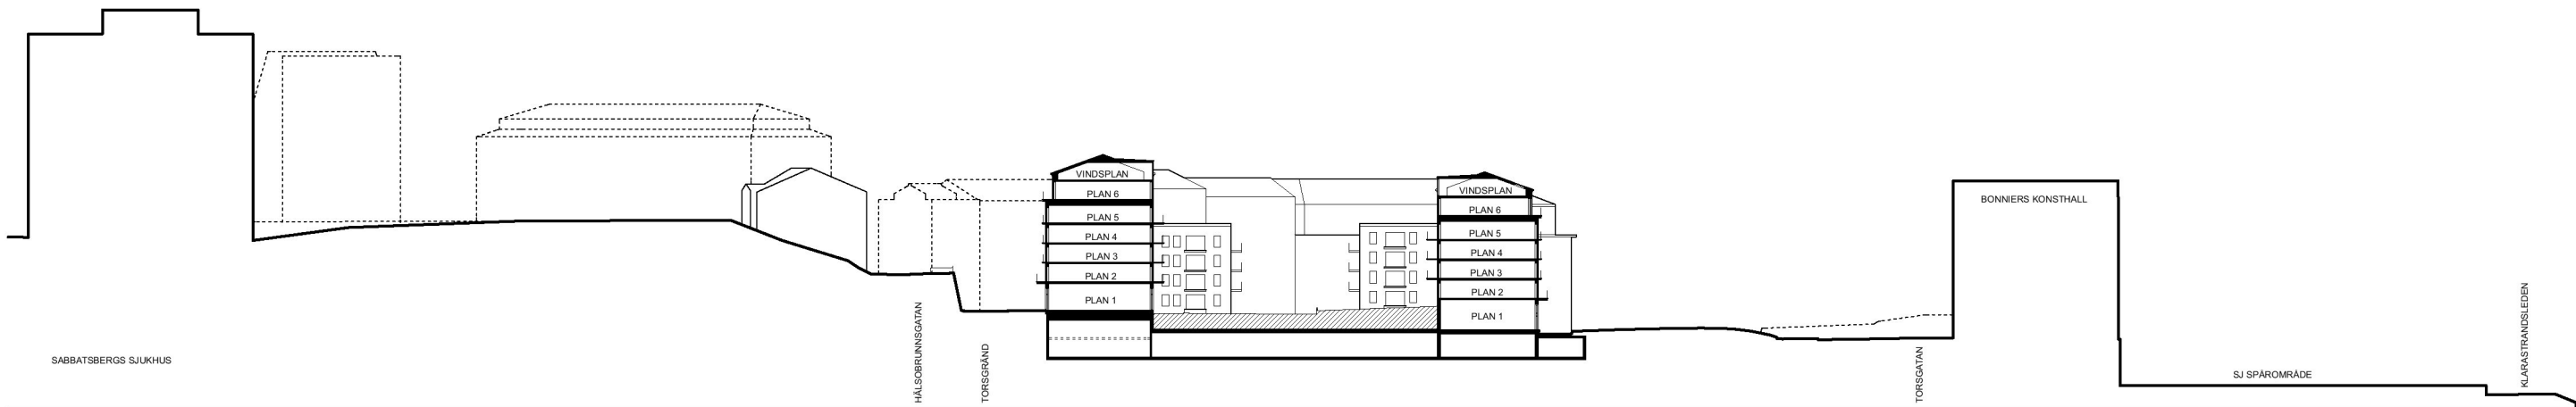 SABBATSBERGS SJUKHUS
HÄLSOBRUNNSGATAN
TORSGRÄND
VINDSPLAN
PLAN 6
PLAN 5
PLAN 4
PLAN 3
PLAN 2
PLAN 1
VINDSPLAN
PLAN 6
PLAN 5
PLAN 4
PLAN 3
PLAN 2
PLAN 1
TORSGATAN
BONNIERS KONSTHALL
SJ SPÅROMRÅDE
KLARASTRANDSLEDEN